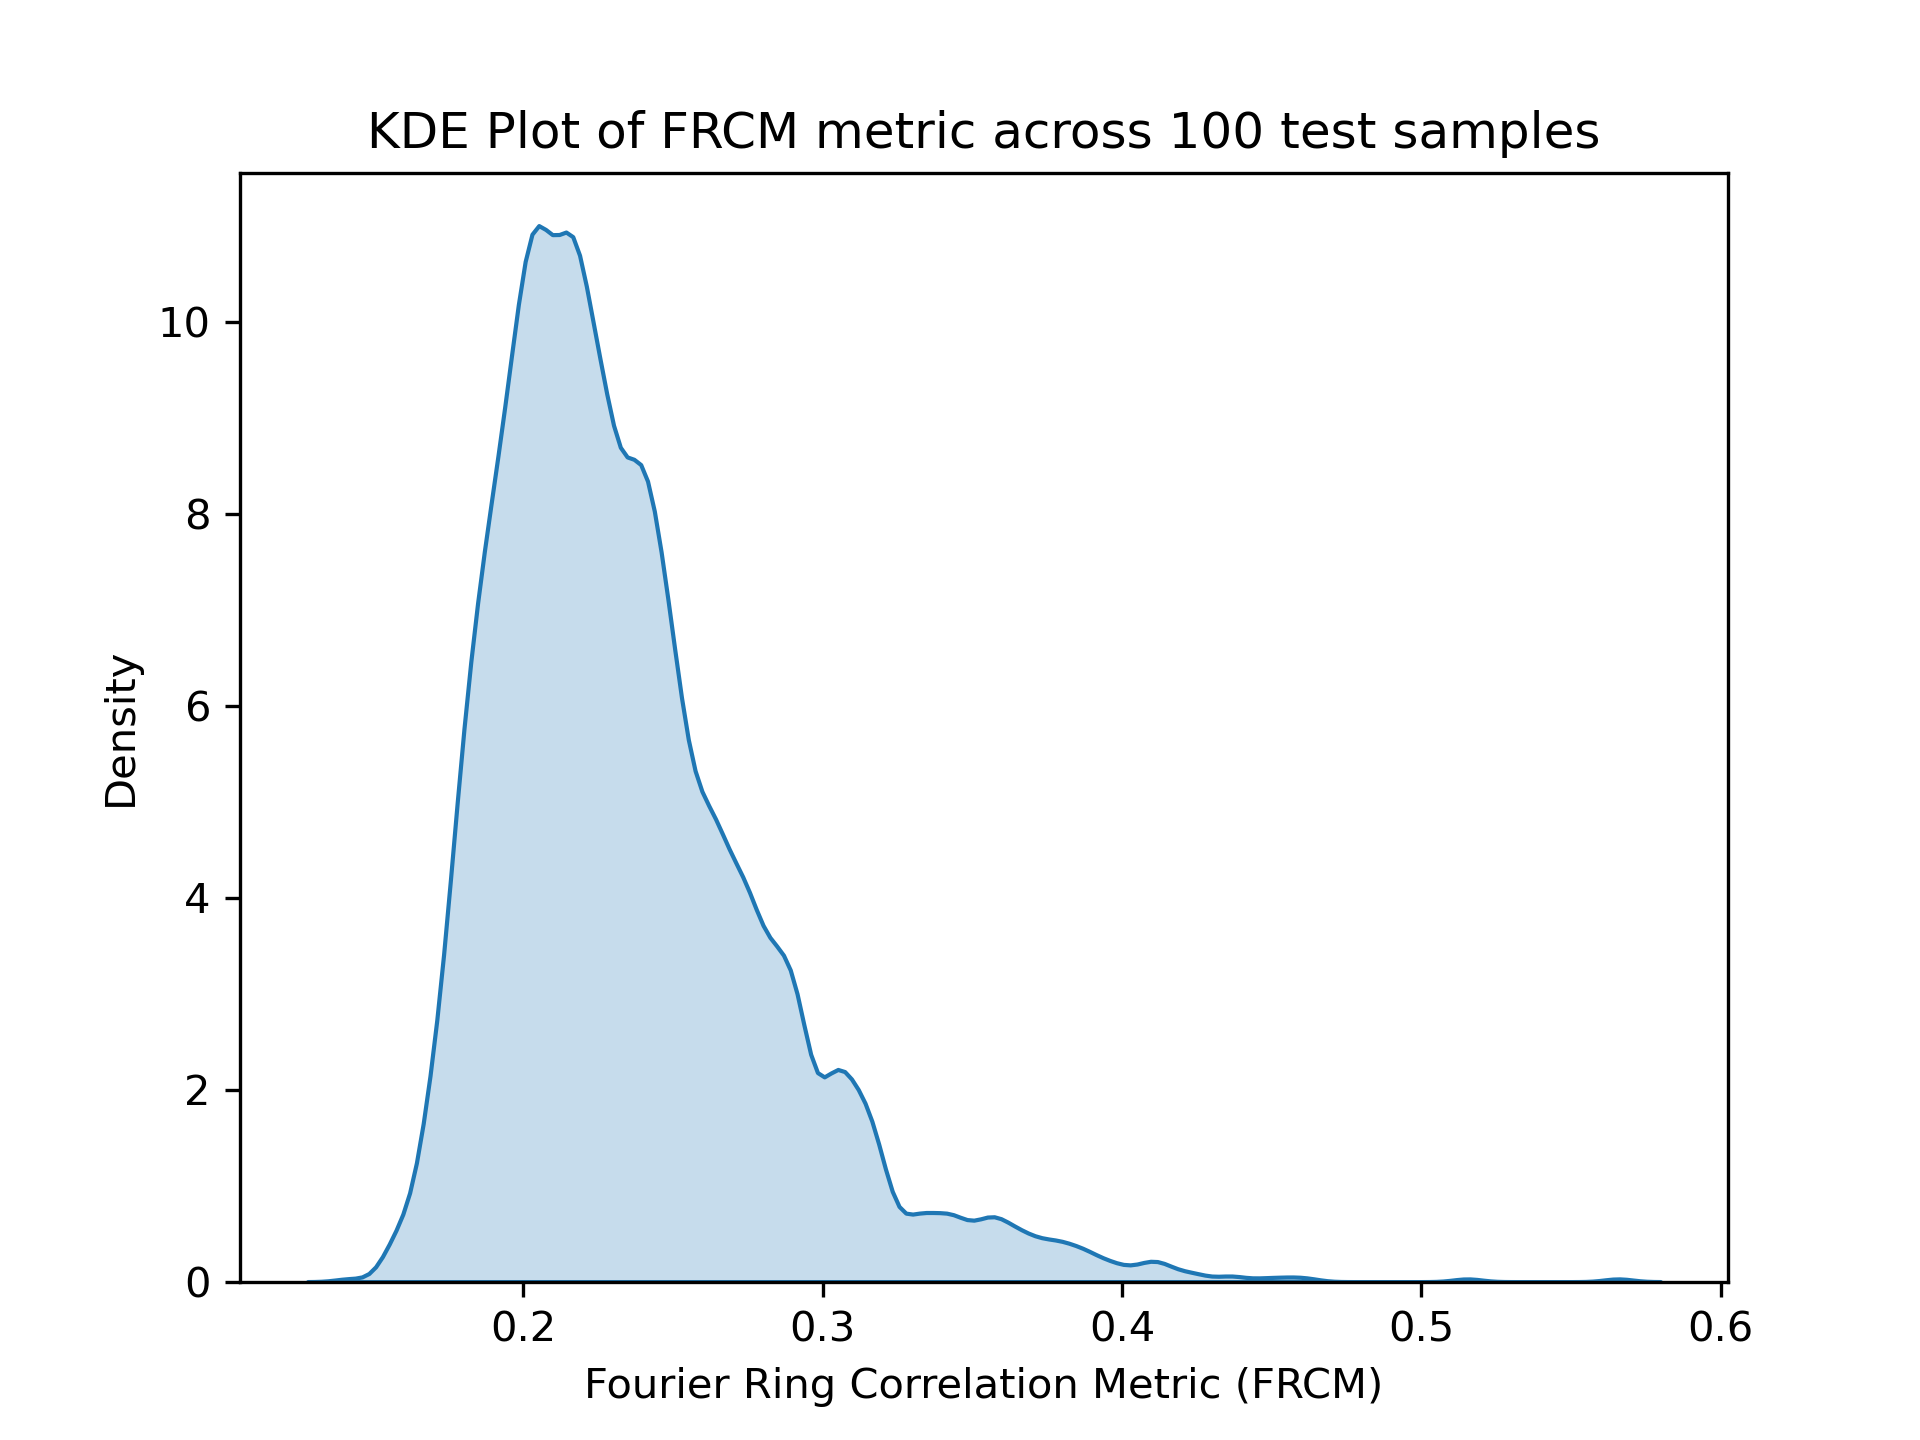 KDE Plot of FRCM metric across 100 test samples
Density
10
8
6
4
2
0
0.2 0.3 0.4 0.5 0.6
Fourier Ring Correlation Metric (FRCM)